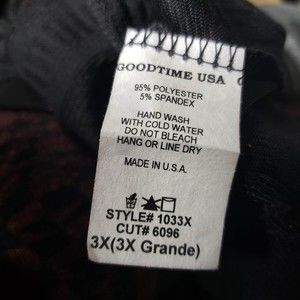 GOODTIME USA
95% POLYESTER
5% SPANDEX
HAND WASH
WITH COLD WATER
DO NOT BLEACH
HANG OR LINE DRY
MADE IN U.S.A.
STYLE# 1033X
CUT# 6096
3X(3X Grande)